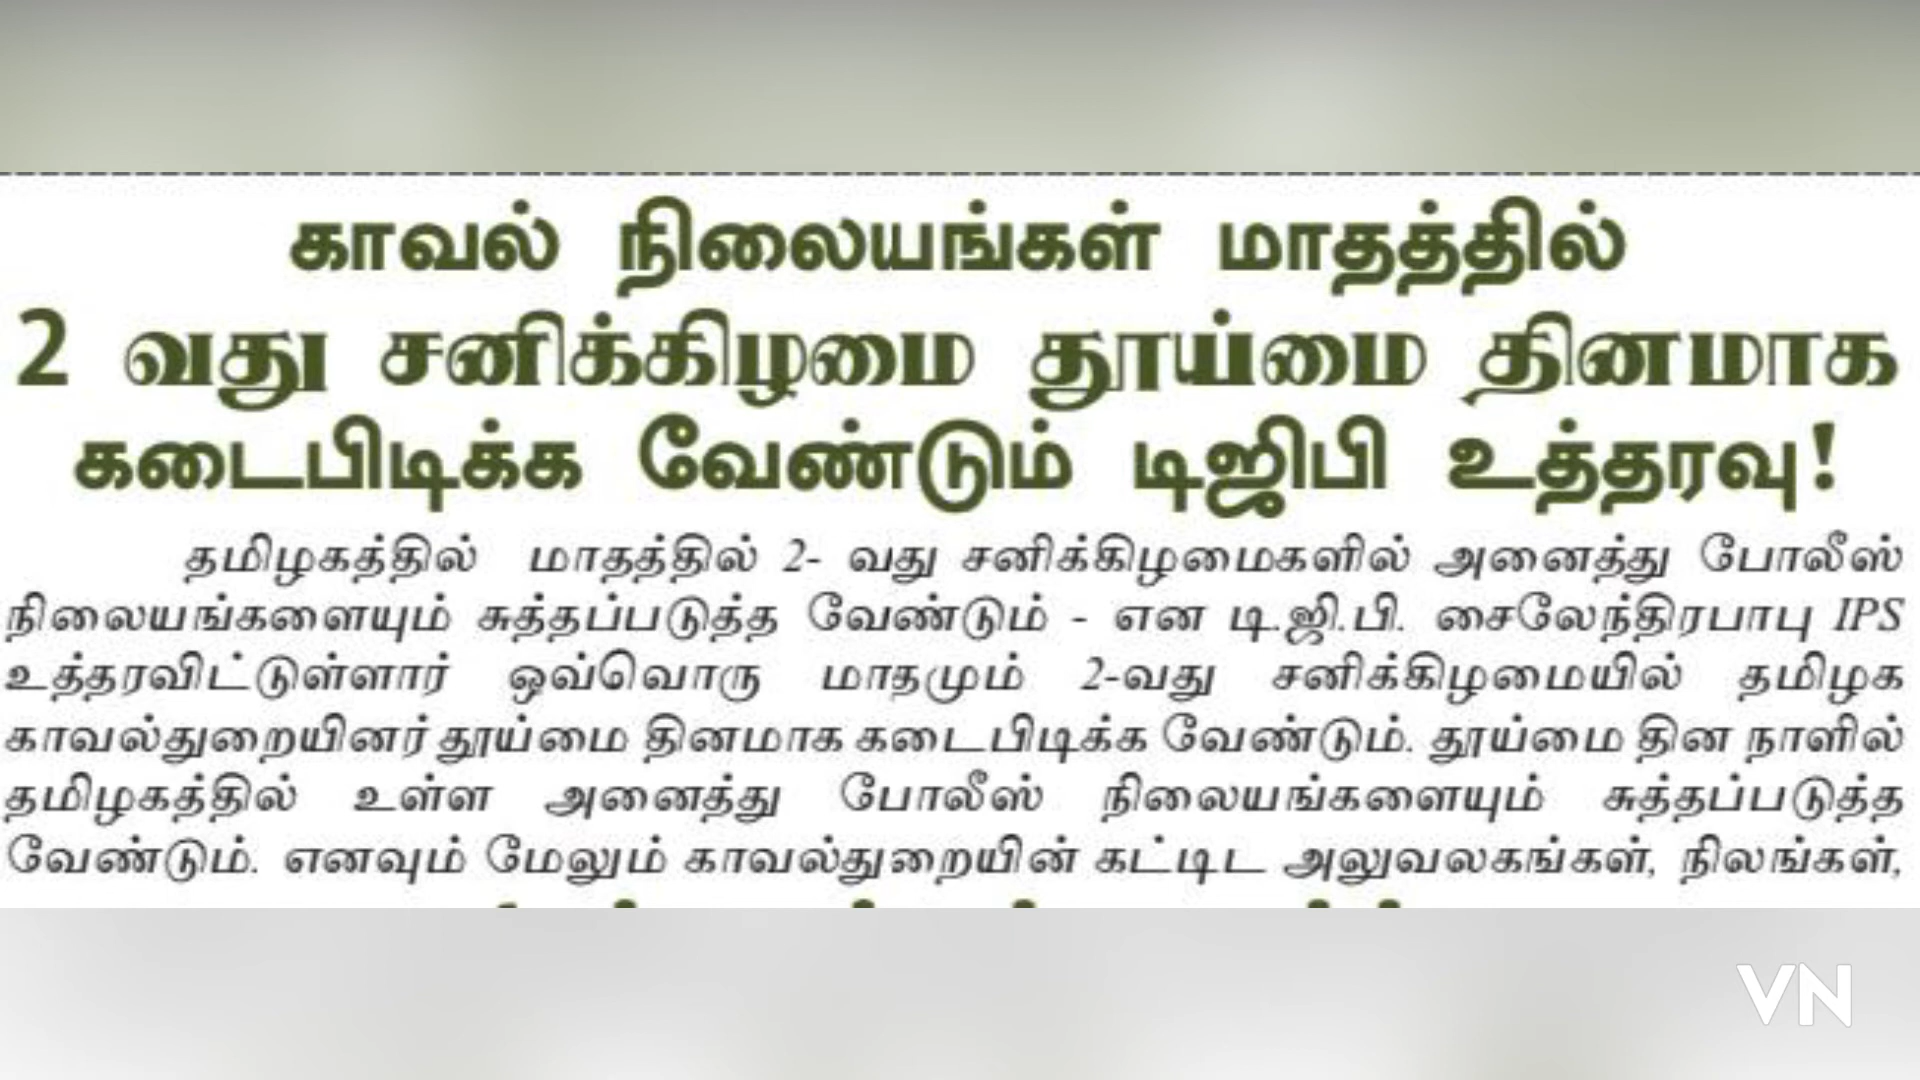 காவல் நிலையங்கள் மாதத்தில்
2 வது சனிக்கிழமை தூய்மை தினமாக
கடைபிடிக்க வேண்டும் டிஜிபி உத்தரவு!
தமிழகத்தில் மாதத்தில் 2- வது சனிக்கிழமைகளில் அனைத்து போலீஸ்
நிலையங்களையும் சுத்தப்படுத்த வேண்டும் - என டி.ஜி.பி. சைலேந்திரபாபு IPS
உத்தரவிட்டுள்ளார் ஒவ்வொரு மாதமும் 2-வது சனிக்கிழமையில் தமிழக
காவல்துறையினர் தூய்மை தினமாக கடைபிடிக்க வேண்டும். தூய்மை தின நாளில்
தமிழகத்தில் உள்ள அனைத்து போலீஸ் நிலையங்களையும் சுத்தப்படுத்த
வேண்டும். எனவும் மேலும் காவல்துறையின் கட்டிட அலுவலகங்கள், நிலங்கள்,
VN